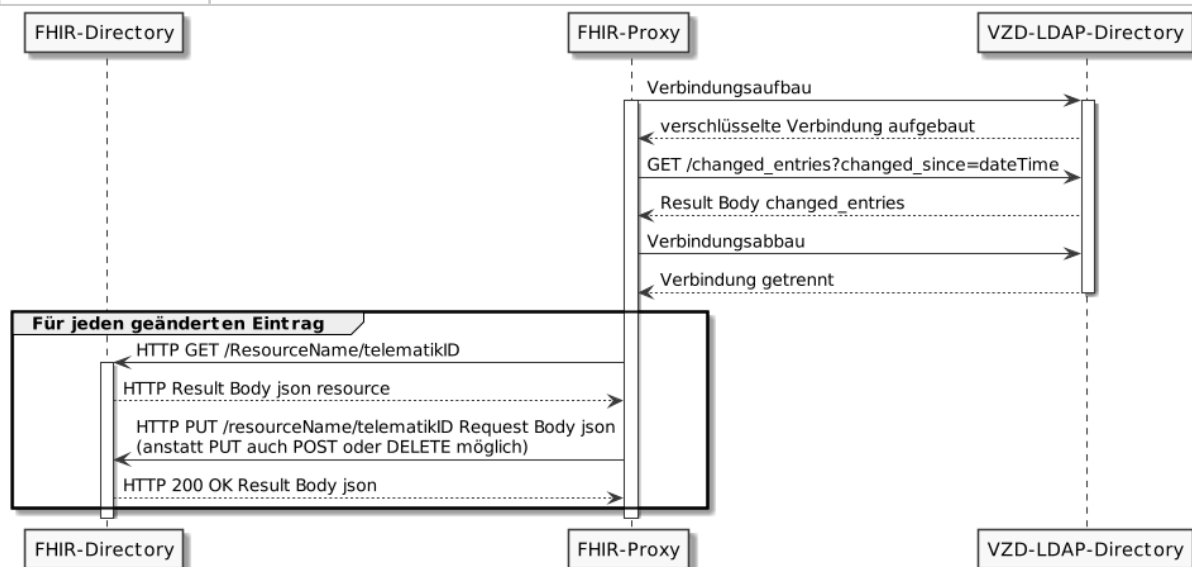 FHIR-Directory
FHIR-Proxy
VZD-LDAP-Directory
Verbindungsaufbau
verschlüsselte Verbindung aufgebaut
GET /changed_entries?changed_since=dateTime
Result Body changed_entries
Verbindungsabbau
Verbindung getrennt
Für jeden geänderten Eintrag
HTTP GET /ResourceName/telematikID
HTTP Result Body json resource
HTTP PUT /resourceName/telematikID Request Body json
(anstatt PUT auch POST oder DELETE möglich)
HTTP 200 OK Result Body json
FHIR-Directory
FHIR-Proxy
VZD-LDAP-Directory